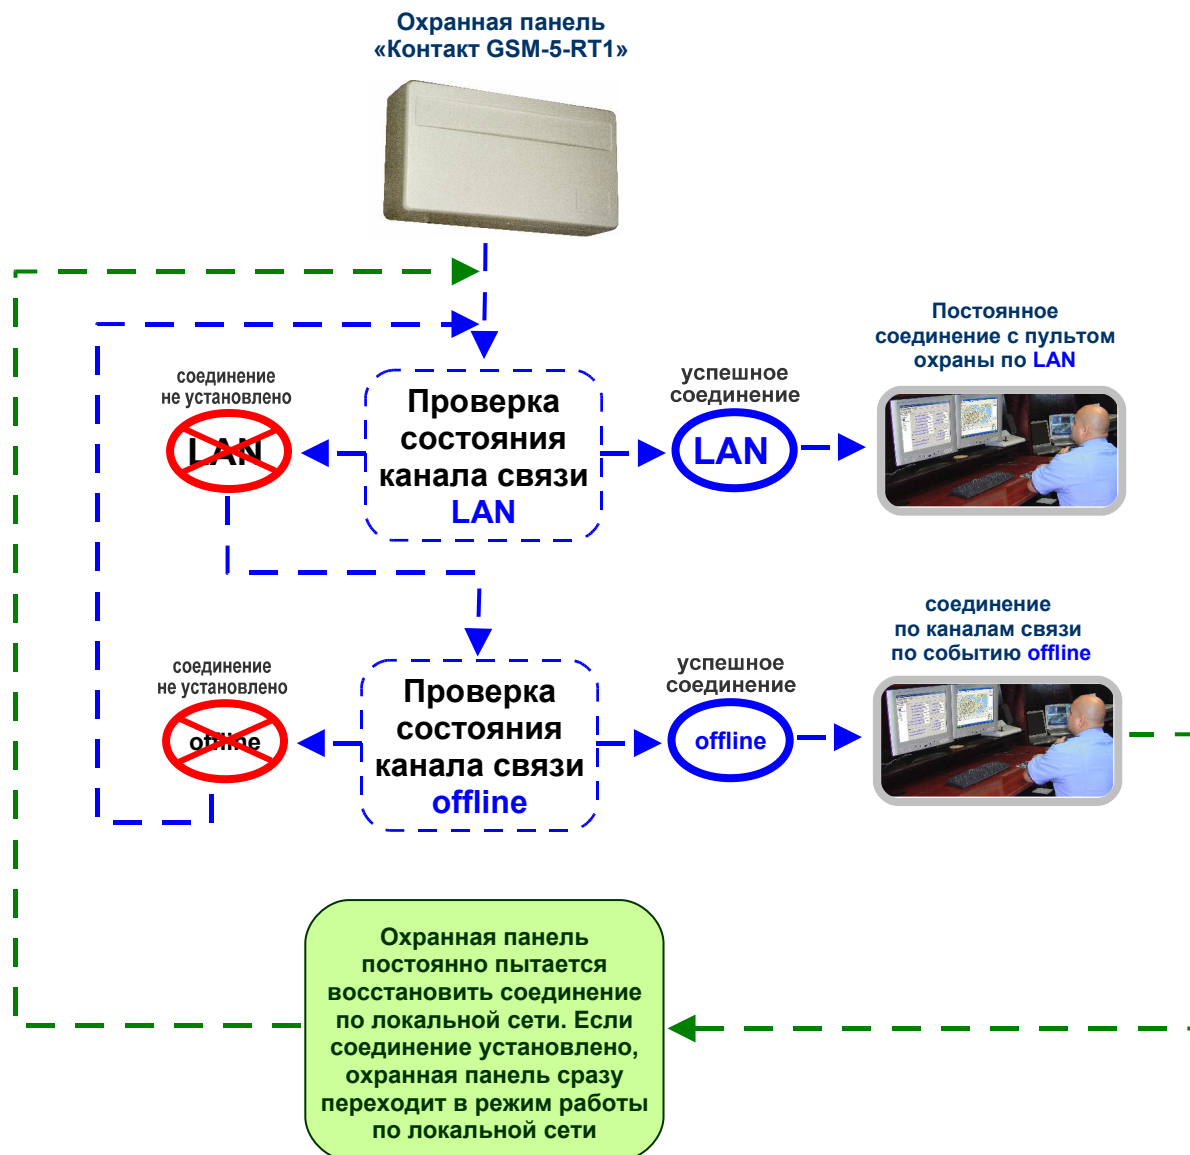 Охранная панель
«Контакт GSM-5-RT1»
Постоянное
соединение с пультом
охраны по LAN
соединение
не установлено
LAN
Проверка
состояния
канала связи
LAN
успешное
соединение
LAN
соединение
по каналам связи
по событию offline
соединение
не установлено
offline
Проверка
состояния
канала связи
offline
успешное
соединение
offline
Охранная панель
постоянно пытается
восстановить соединение
по локальной сети. Если
соединение установлено,
охранная панель сразу
переходит в режим работы
по локальной сети